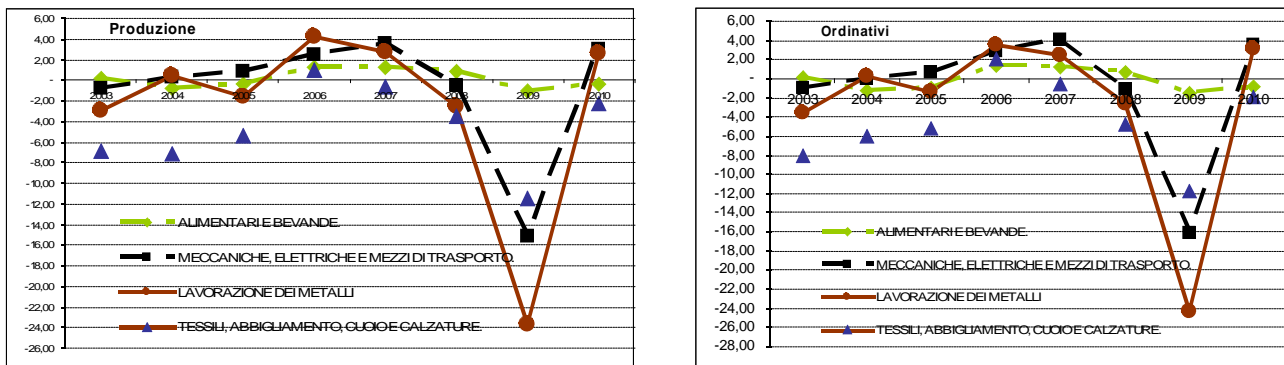 Produzione
6,00
4,00
2,00
-
-2,00
-4,00
-6,00
-8,00
-10,00
-12,00
-14,00
-16,00
-18,00
-20,00
-22,00
-24,00
-26,00
2003 2004 2005 2006 2007 2008 2009 2010
ALIMENTARI E BEVANDE.
MECCANICHE, ELETTRICHE E MEZZI DI TRASPORTO.
LAVORAZIONE DEI METALLI
TESSILI, ABBIGLIAMENTO, CUOIO E CALZATURE.
Ordinativi
6,00
4,00
2,00
-
-2,00
-4,00
-6,00
-8,00
-10,00
-12,00
-14,00
-16,00
-18,00
-20,00
-22,00
-24,00
-26,00
-28,00
2003 2004 2005 2006 2007 2008 2009 2010
ALIMENTARI E BEVANDE.
MECCANICHE, ELETTRICHE E MEZZI DI TRASPORTO.
LAVORAZIONE DEI METALLI
TESSILI, ABBIGLIAMENTO, CUOIO E CALZATURE.